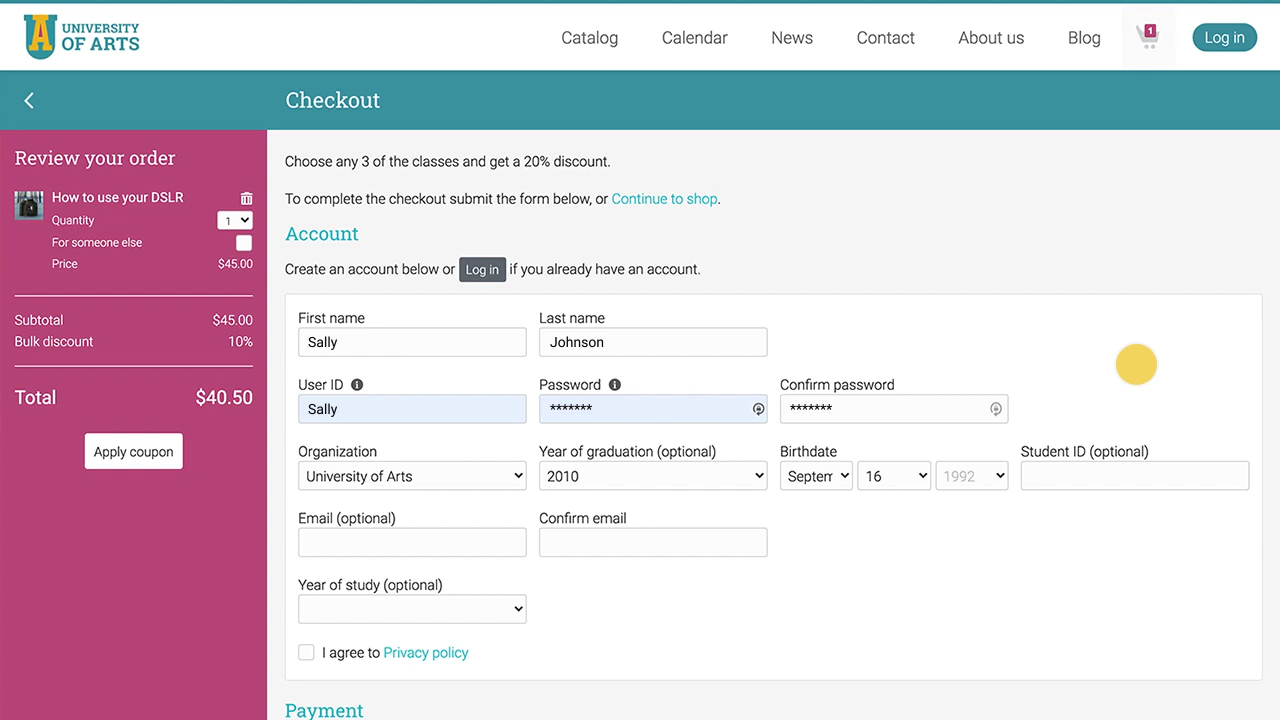 UNIVERSITY
OF ARTS
Catalog Calendar News Contact About us Blog 1 Log in
Checkout
Review your order
How to use your DSLR
Quantity 1
For someone else
Price $45.00
Subtotal $45.00
Bulk discount 10%
Total $40.50
Apply coupon
Choose any 3 of the classes and get a 20% discount.
To complete the checkout submit the form below, or Continue to shop.
Account
Create an account below or Log in if you already have an account.
First name Last name
Sally Johnson
User ID Password Confirm password
Sally ******* *******
Organization Year of graduation (optional) Birthdate Student ID (optional)
University of Arts 2010 Septem 16 1992
Email (optional) Confirm email
Year of study (optional)
I agree to Privacy policy
Payment